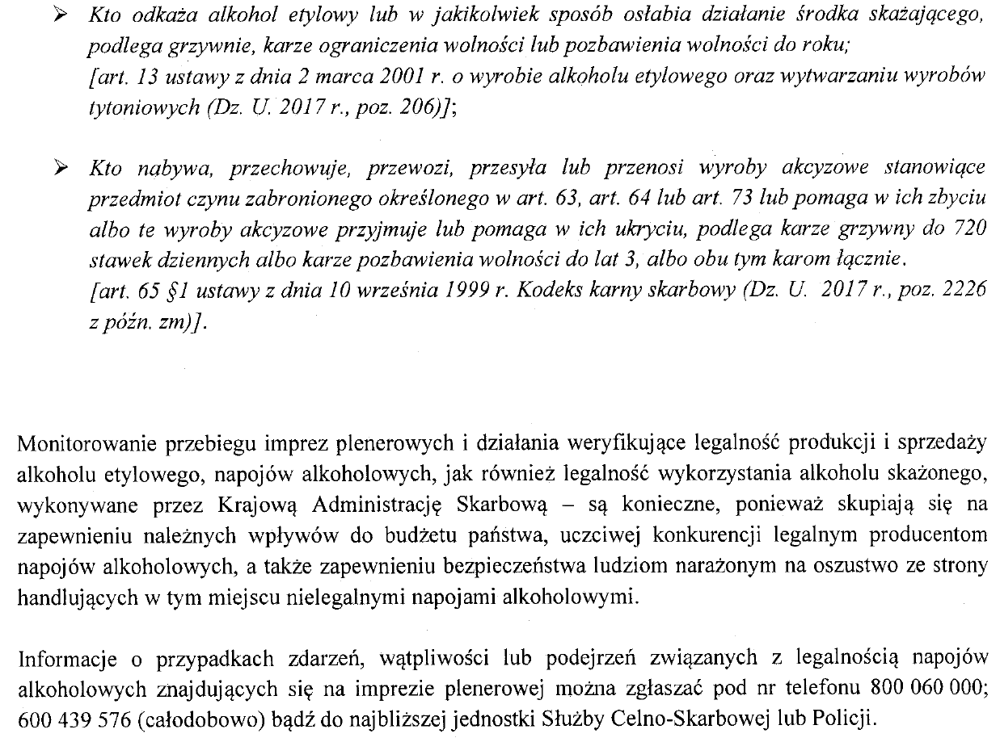 ➢ Kto odkaża alkohol etylowy lub w jakikolwiek sposób osłabia działanie środka skażającego,
podlega grzywnie, karze ograniczenia wolności lub pozbawienia wolności do roku;
[art. 13 ustawy z dnia 2 marca 2001 r. o wyrobie alkoholu etylowego oraz wytwarzaniu wyrobów
tytoniowych (Dz. U. 2017 r., poz. 206)];
➢ Kto nabywa, przechowuje, przewozi, przesyła lub przenosi wyroby akcyzowe stanowiące
przedmiot czynu zabronionego określonego w art. 63, art. 64 lub art. 73 lub pomaga w ich zbyciu
albo te wyroby akcyzowe przyjmuje lub pomaga w ich ukryciu, podlega karze grzywny do 720
stawek dziennych albo karze pozbawienia wolności do lat 3, albo obu tym karom łącznie.
[art. 65 §1 ustawy z dnia 10 września 1999 r. Kodeks karny skarbowy (Dz. U. 2017 r., poz. 2226
z późn. zm)].
Monitorowanie przebiegu imprez plenerowych i działania weryfikujące legalność produkcji i sprzedaży
alkoholu etylowego, napojów alkoholowych, jak również legalność wykorzystania alkoholu skażonego,
wykonywane przez Krajową Administrację Skarbową – są konieczne, ponieważ skupiają się na
zapewnieniu należnych wpływów do budżetu państwa, uczciwej konkurencji legalnym producentom
napojów alkoholowych, a także zapewnieniu bezpieczeństwa ludziom narażonym na oszustwo ze strony
handlujących w tym miejscu nielegalnymi napojami alkoholowymi.
Informacje o przypadkach zdarzeń, wątpliwości lub podejrzeń związanych z legalnością napojów
alkoholowych znajdujących się na imprezie plenerowej można zgłaszać pod nr telefonu 800 060 000;
600 439 576 (całodobowo) bądź do najbliższej jednostki Służby Celno-Skarbowej lub Policji.